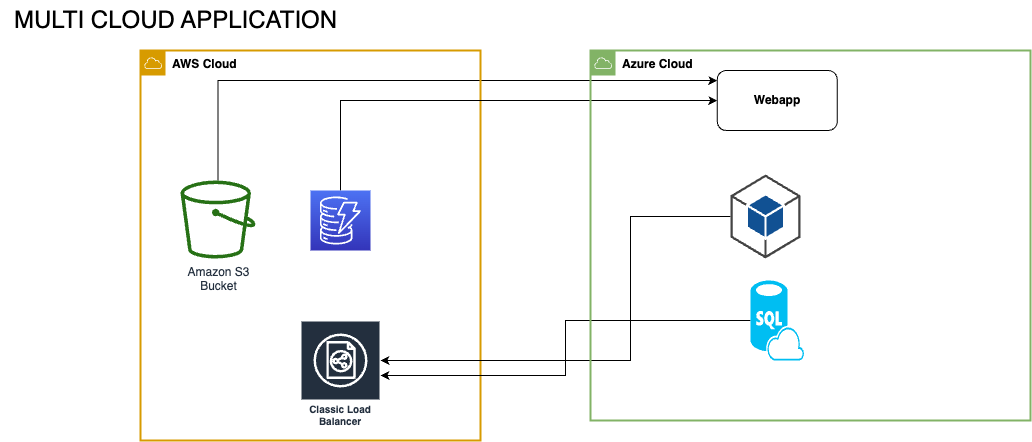 MULTI CLOUD APPLICATION
AWS Cloud
Azure Cloud
Webapp
Amazon S3
Bucket
SQL
Classic Load
Balancer